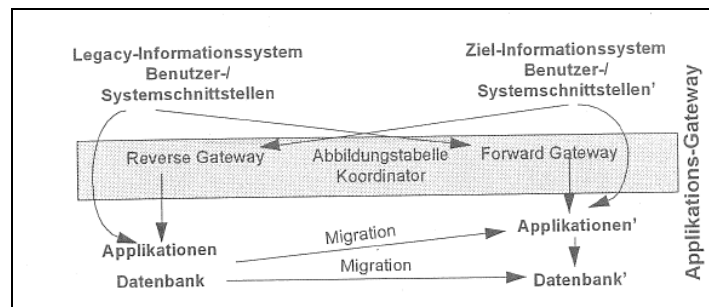 Legacy-Informationssystem
Benutzer-/
Systemschnittstellen
Ziel-Informationssystem
Benutzer-/
Systemschnittstellen'
Reverse Gateway
Abbildungstabelle
Koordinator
Forward Gateway
Applikations-Gateway
Applikationen
Migration
Applikationen'
Datenbank
Migration
Datenbank'